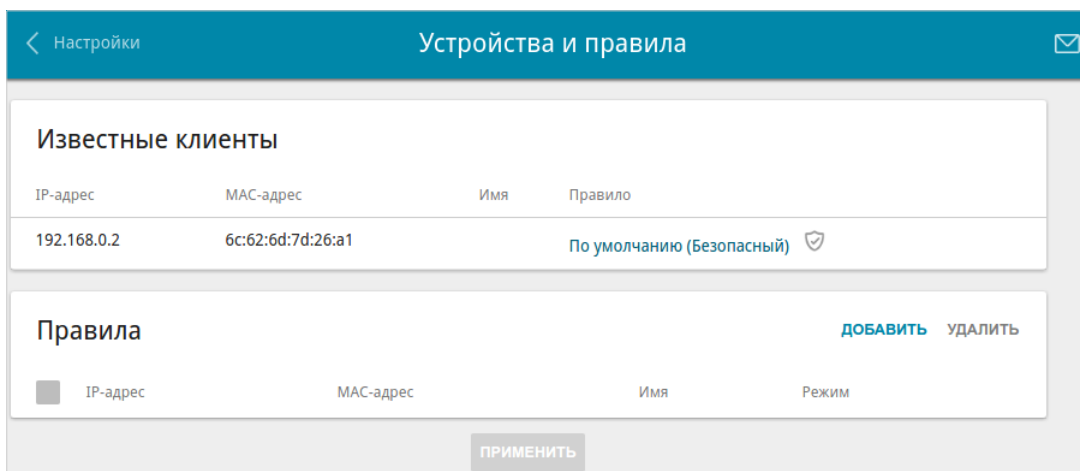 Настройки Устройства и правила
Известные клиенты
IP-адрес MAC-адрес Имя Правило
192.168.0.2 6c:62:6d:7d:26:a1 По умолчанию (Безопасный)
Правила ДОБАВИТЬ УДАЛИТЬ
IP-адрес MAC-адрес Имя Режим
ПРИМЕНИТЬ